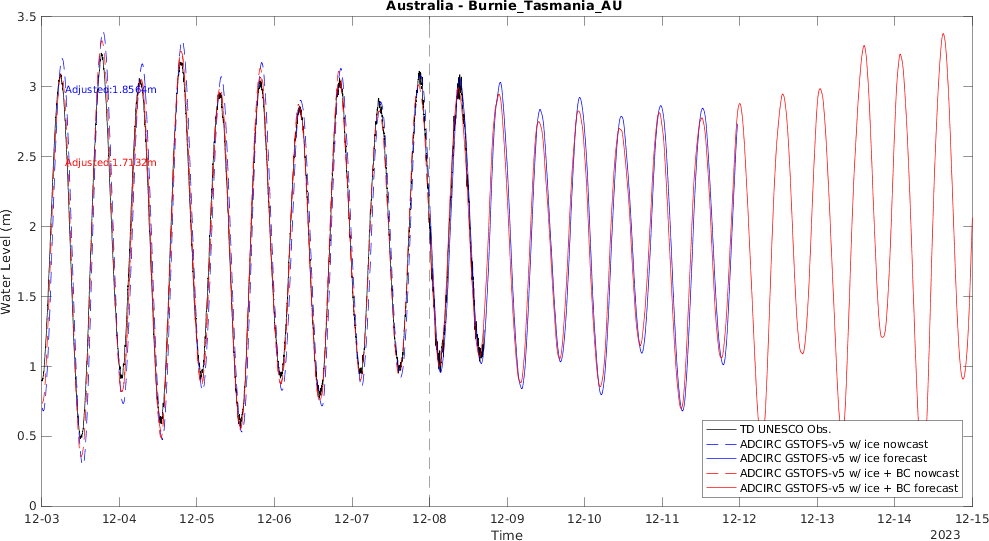 Australia - Burnie_Tasmania_AU
3.5
3
2.5
2
1.5
1
0.5
0
Water Level (m)
Adjusted:1.8564m
Adjusted:1.7132m
TD UNESCO Obs.
ADCIRC GSTOFS-v5 w/ ice nowcast
ADCIRC GSTOFS-v5 w/ ice forecast
ADCIRC GSTOFS-v5 w/ ice + BC nowcast
ADCIRC GSTOFS-v5 w/ ice + BC forecast
12-03 12-04 12-05 12-06 12-07 12-08 12-09 12-10 12-11 12-12 12-13 12-14 12-15
Time
2023